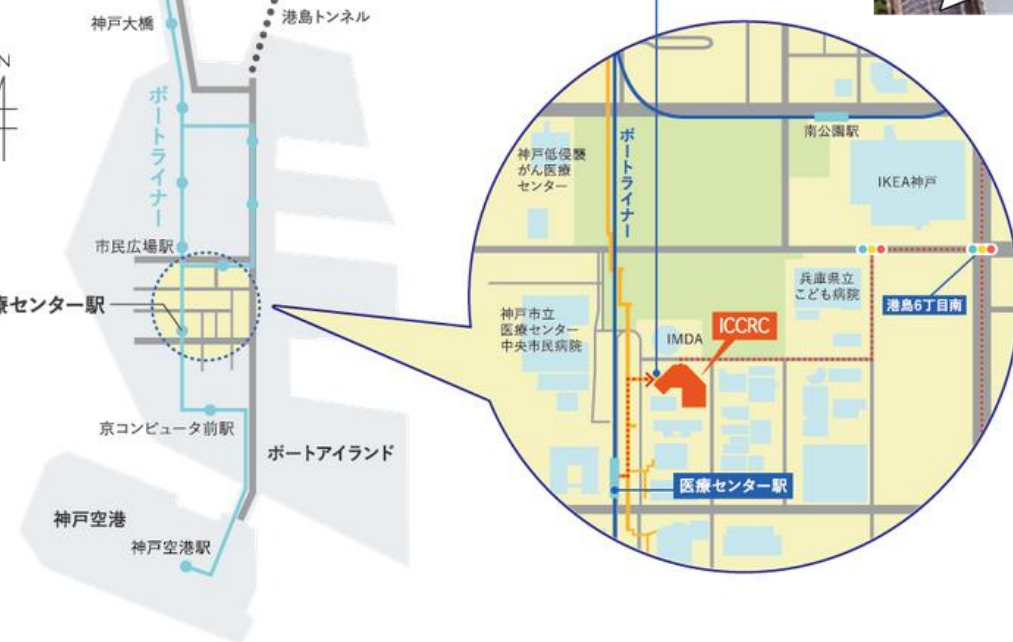 神戸大橋
港島トンネル
N
ポートライナー
市民広場駅
療センター駅
京コンピュータ前駅
ポートアイランド
神戸空港
神戸空港駅
神戸低侵襲
がん医療
センター
ポートライナー
南公園駅
IKEA神戸
兵庫県立
こども病院
港島6丁目南
神戸市立
医療センター
中央市民病院
IMDA
ICCRC
医療センター駅